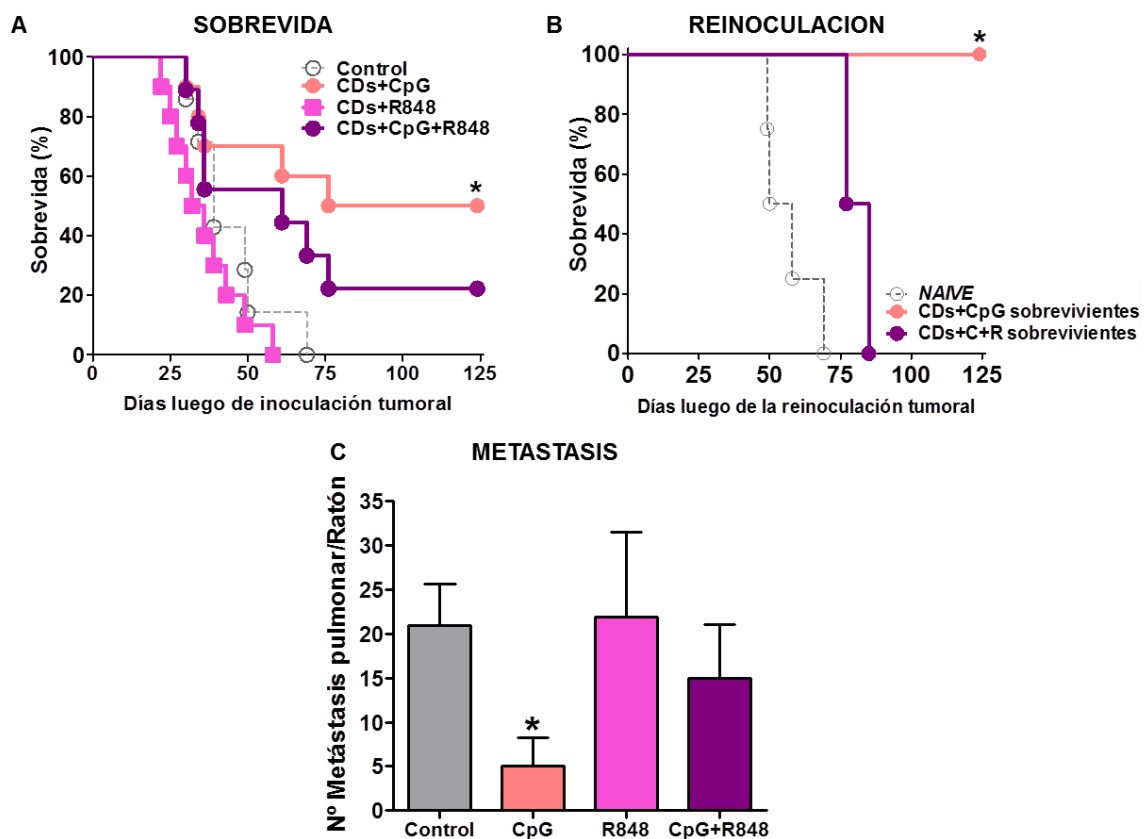 A
SOBREVIDA
Sobrevida (%)
100
80
60
40
20
0
0 25 50 75 100 125
Días luego de inoculación tumoral
Control
CDs+CpG
CDs+R848
CDs+CpG+R848
*
B
REINOCULACION
Sobrevida (%)
100
80
60
40
20
0
0 25 50 75 100 125
Días luego de la reinoculación tumoral
*
NAIVE
CDs+CpG sobrevivientes
CDs+C+R sobrevivientes
C
METASTASIS
Nº Metástasis pulmonar/Ratón
35
30
25
20
15
10
5
0
*
Control CpG R848 CpG+R848